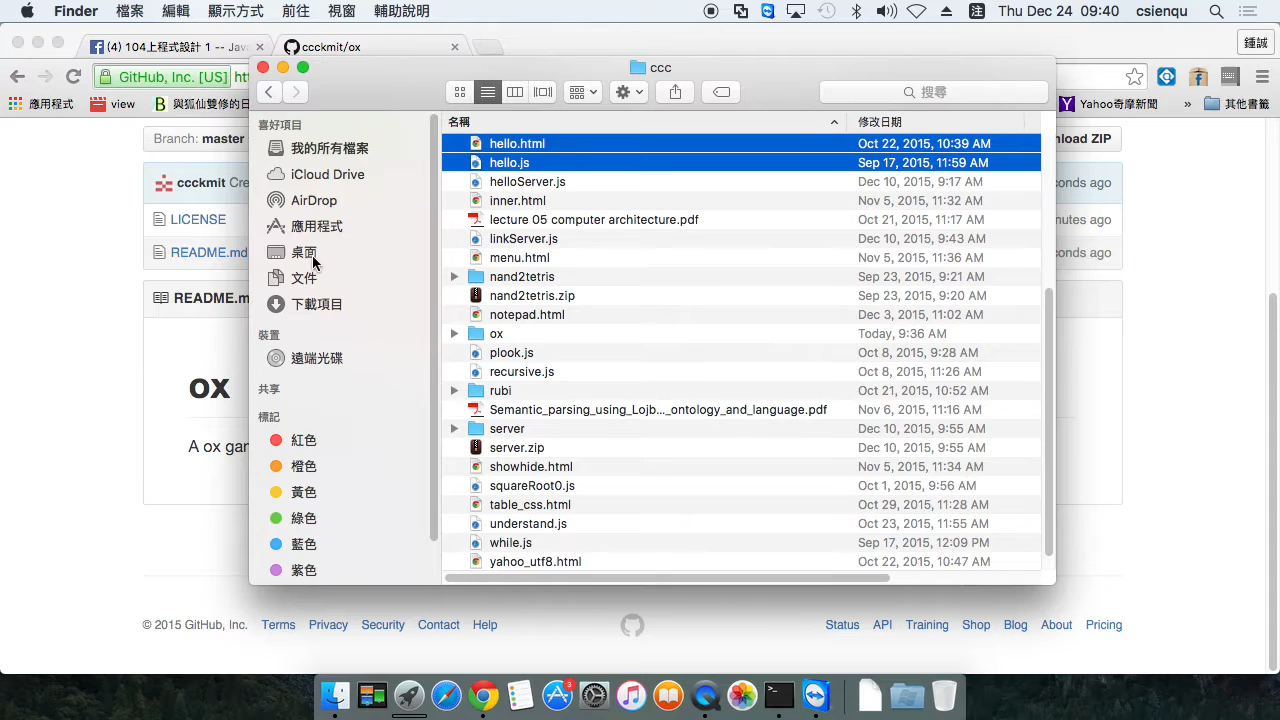 Finder 檔案 編輯 顯示方式 前往 視窗 輔助說明 注 Thu Dec 24 09:40 csienqu
(4) 104上程式設計 1 -- Jav
ccckmit/ox
鍾誠
GitHub, Inc. [US] htt
應用程式 view 與狐仙雙修的日 Yahoo奇摩新聞 » 其他書籤
Branch: master
ownload ZIP
ccckmit Cre
conds ago
LICENSE
nutes ago
README.md
conds ago
README.m
ox
A ox gar
ccc
搜尋
喜好項目
我的所有檔案
iCloud Drive
AirDrop
應用程式
桌面
文件
下載項目
裝置
遠端光碟
共享
標記
紅色
橙色
黃色
綠色
藍色
紫色
名稱 修改日期
hello.html Oct 22, 2015, 10:39 AM
hello.js Sep 17, 2015, 11:59 AM
helloServer.js Dec 10, 2015, 9:17 AM
inner.html Nov 5, 2015, 11:32 AM
lecture 05 computer architecture.pdf Oct 21, 2015, 11:17 AM
linkServer.js Dec 10, 2015, 9:43 AM
menu.html Nov 5, 2015, 11:36 AM
nand2tetris Sep 23, 2015, 9:21 AM
nand2tetris.zip Sep 23, 2015, 9:20 AM
notepad.html Dec 3, 2015, 11:02 AM
ox Today, 9:36 AM
plook.js Oct 8, 2015, 9:28 AM
recursive.js Oct 8, 2015, 11:26 AM
rubi Oct 21, 2015, 10:52 AM
Semantic_parsing_using_Lojb..._ontology_and_language.pdf Nov 6, 2015, 11:16 AM
server Dec 10, 2015, 9:55 AM
server.zip Dec 10, 2015, 9:55 AM
showhide.html Nov 5, 2015, 11:34 AM
squareRoot0.js Oct 1, 2015, 9:56 AM
table_css.html Oct 29, 2015, 11:28 AM
understand.js Oct 23, 2015, 11:55 AM
while.js Sep 17, 2015, 12:09 PM
yahoo_utf8.html Oct 22, 2015, 10:47 AM
© 2015 GitHub, Inc. Terms Privacy Security Contact Help Status API Training Shop Blog About Pricing
3